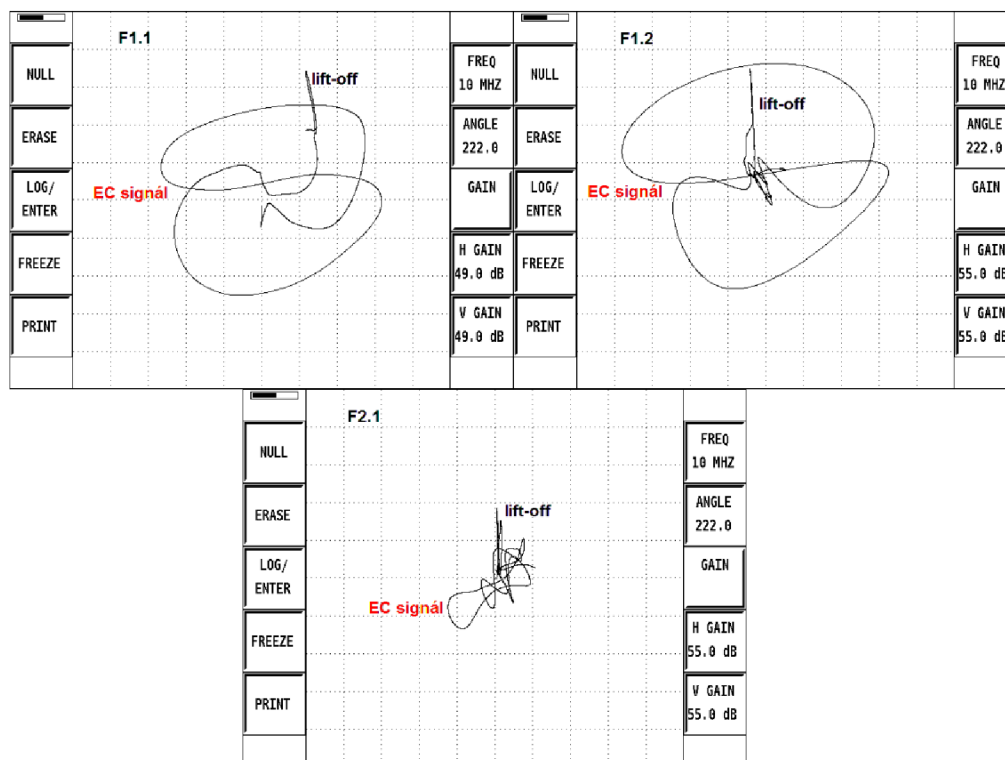 F1.1
lift-off
EC signál
NULL
ERASE
LOG/
ENTER
FREEZE
PRINT
FREQ
10 MHZ
ANGLE
222.0
GAIN
H GAIN
49.0 dB
V GAIN
49.0 dB
F1.2
lift-off
EC signál
NULL
ERASE
LOG/
ENTER
FREEZE
PRINT
FREQ
10 MHZ
ANGLE
222.0
GAIN
H GAIN
55.0 dB
V GAIN
55.0 dB
F2.1
lift-off
EC signál
NULL
ERASE
LOG/
ENTER
FREEZE
PRINT
FREQ
10 MHZ
ANGLE
222.0
GAIN
H GAIN
55.0 dB
V GAIN
55.0 dB